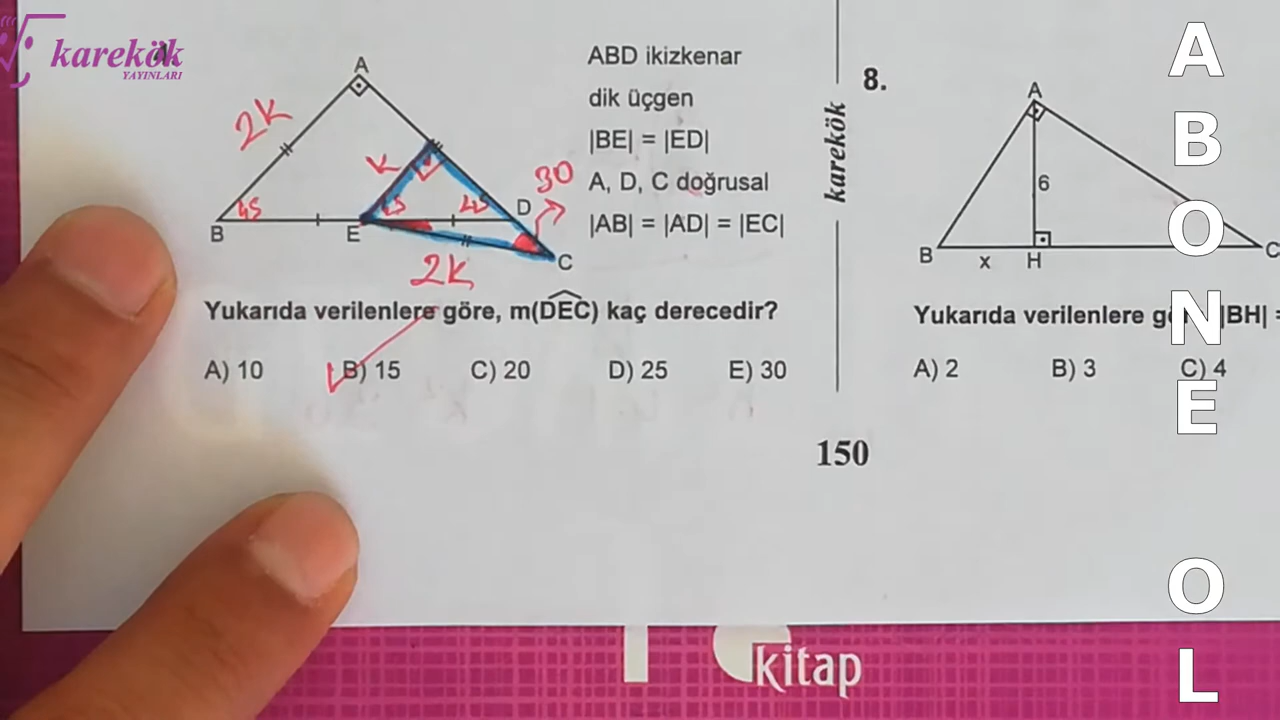 karekök
YAYINLARI
A
2K
K
45
45
45
30
B
E
D
C
2K
ABD ikizkenar
dik üçgen
|BE| = |ED|
A, D, C doğrusal
|AB| = |AD| = |EC|
Yukarıda verilenlere göre, m(DEC) kaç derecedir?
A) 10 B) 15 C) 20 D) 25 E) 30
karekök
8.
A
6
B x H C
Yukarıda verilenlere |BH| =
A) 2 B) 3 C) 4
150
kitap
A
B
O
N
E
O
L